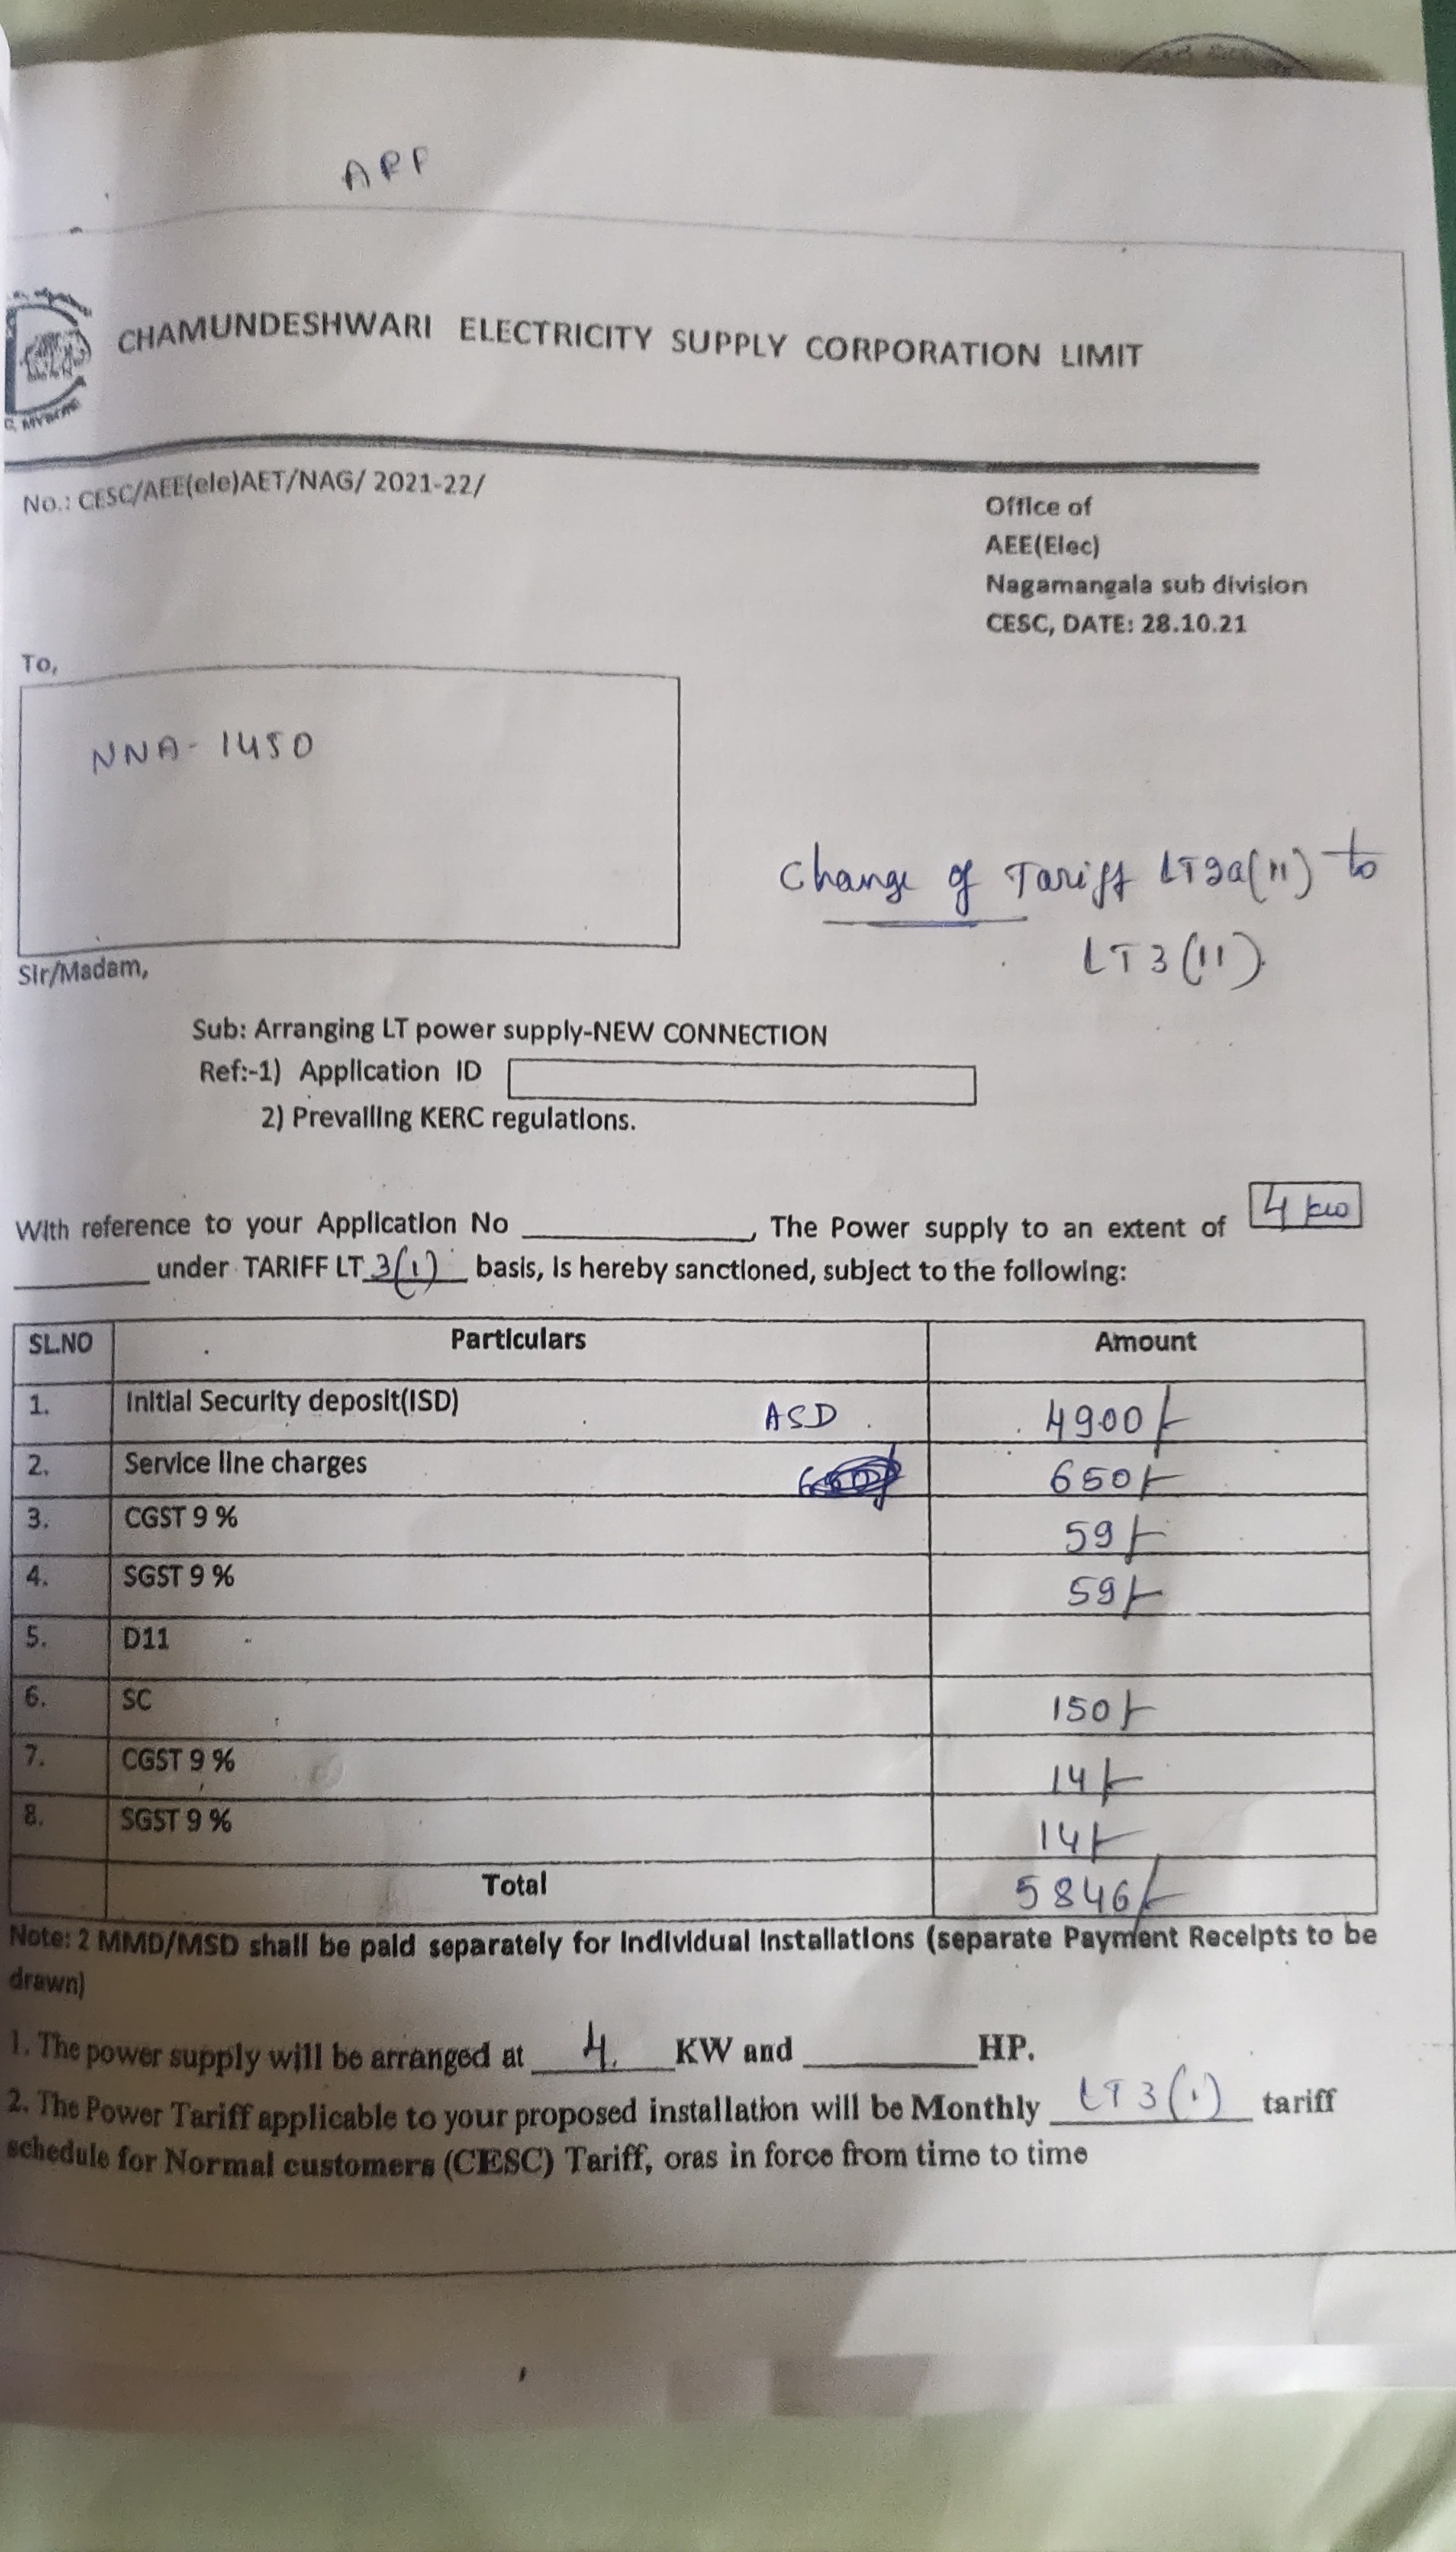 APP
CHAMUNDESHWARI ELECTRICITY SUPPLY CORPORATION LIMIT
No.: CESC/AEE(ele)AET/NAG/ 2021-22/
Office of
AEE(Elec)
Nagamangala sub division
CESC, DATE: 28.10.21
To,
NNA- 1450
Change of Tariff LT2a(11) to
LT3(11)
Sir/Madam,
Sub: Arranging LT power supply-NEW CONNECTION
Ref:-1) Application ID
2) Prevailing KERC regulations.
With reference to your Application No __________, The Power supply to an extent of 4 kw
______ under TARIFF LT 3(1) basis, is hereby sanctioned, subject to the following:
SL.NO Particulars Amount
1. Initial Security deposit(ISD) ASD 4900/-
2. Service line charges 650/-
3. CGST 9 % 59/-
4. SGST 9 % 59/-
5. D11
6. SC 150/-
7. CGST 9 % 14/-
8. SGST 9 % 14/-
Total 5846/-
Note: 2 MMD/MSD shall be paid separately for Individual Installations (separate Payment Receipts to be
drawn)
1. The power supply will be arranged at 4 KW and ________ HP.
2. The Power Tariff applicable to your proposed installation will be Monthly LT3(1) tariff
schedule for Normal customers (CESC) Tariff, oras in force from time to time